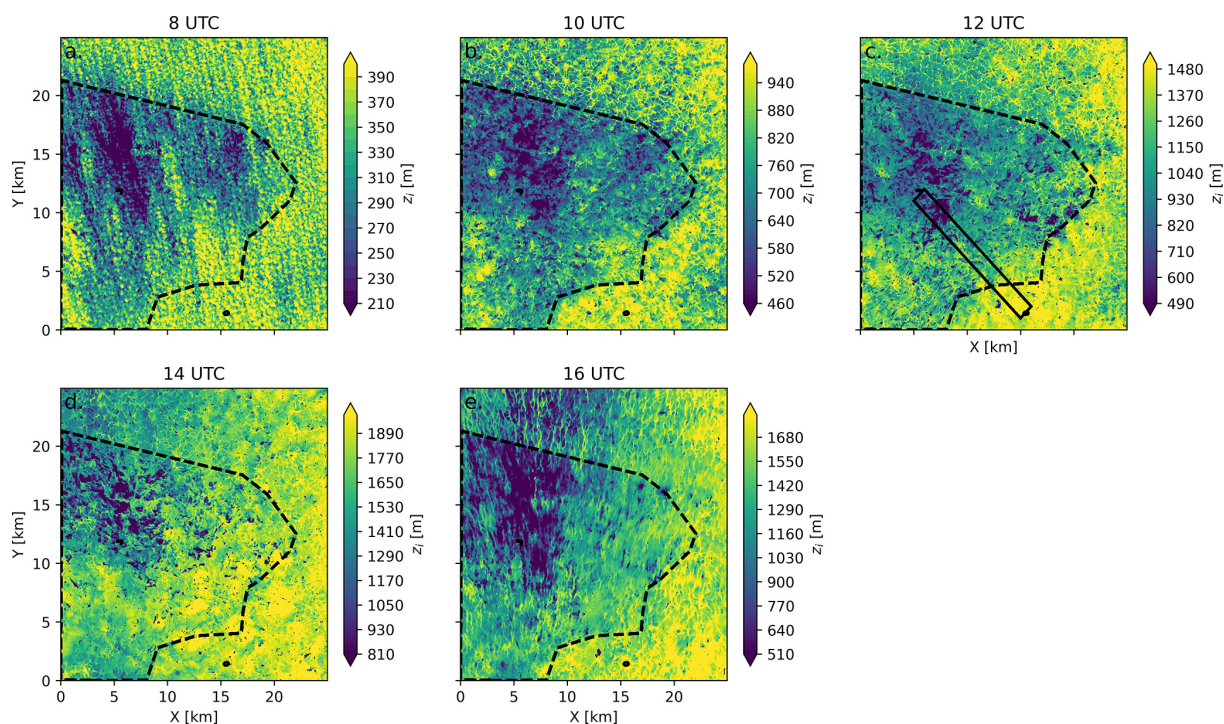 8 UTC
a.
Y [km]
0
5
10
15
20
390
370
350
330
310
290
270
250
230
210
z_i [m]
10 UTC
b.
940
880
820
760
700
640
580
520
460
z_i [m]
12 UTC
c.
X [km]
1480
1370
1260
1150
1040
930
820
710
600
490
z_i [m]
14 UTC
d.
Y [km]
0
5
10
15
20
0 5 10 15 20
X [km]
1890
1770
1650
1530
1410
1290
1170
1050
930
810
z_i [m]
16 UTC
e.
0 5 10 15 20
X [km]
1680
1550
1420
1290
1160
1030
900
770
640
510
z_i [m]